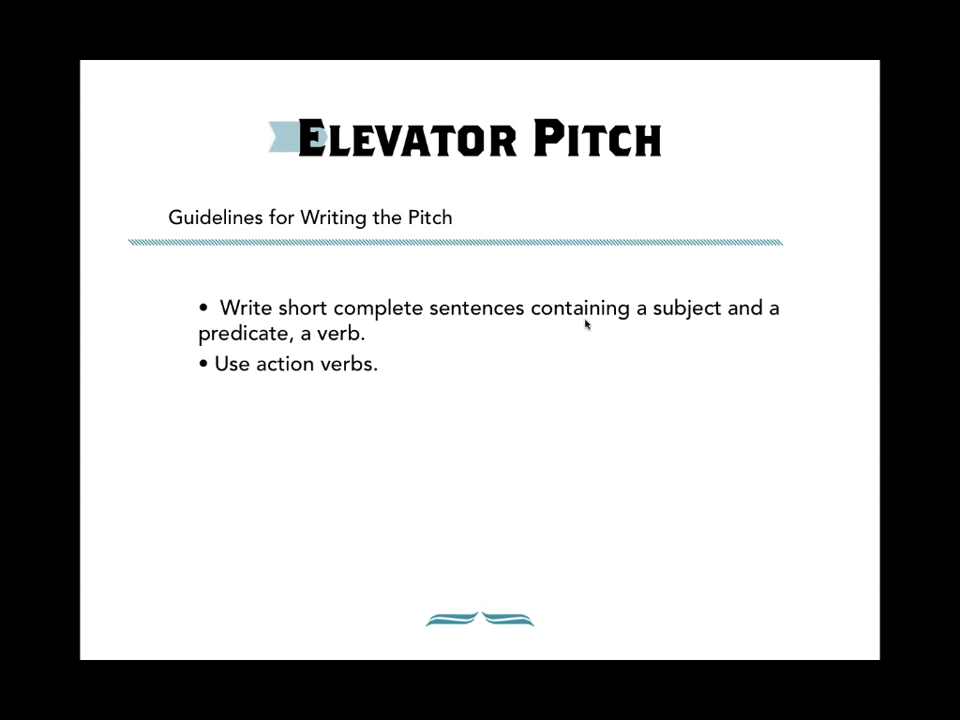 Elevator Pitch
Guidelines for Writing the Pitch
• Write short complete sentences containing a subject and a
predicate, a verb.
• Use action verbs.